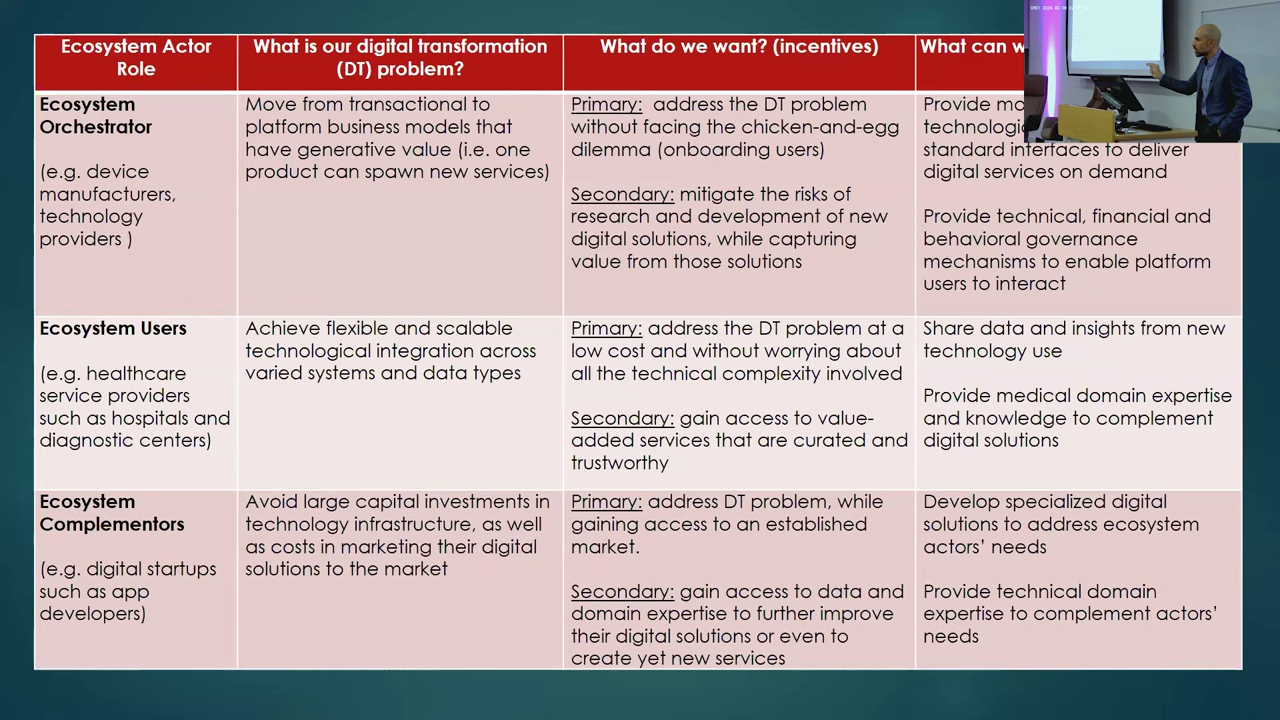 Ecosystem Actor
Role
What is our digital transformation
(DT) problem?
What do we want? (incentives)
What can
Ecosystem
Orchestrator
(e.g. device
manufacturers,
technology
providers )
Move from transactional to
platform business models that
have generative value (i.e. one
product can spawn new services)
Primary: address the DT problem
without facing the chicken-and-egg
dilemma (onboarding users)
Secondary: mitigate the risks of
research and development of new
digital solutions, while capturing
value from those solutions
Provide
standard interfaces to deliver
digital services on demand
Provide technical, financial and
behavioral governance
mechanisms to enable platform
users to interact
Ecosystem Users
(e.g. healthcare
service providers
such as hospitals and
diagnostic centers)
Achieve flexible and scalable
technological integration across
varied systems and data types
Primary: address the DT problem at a
low cost and without worrying about
all the technical complexity involved
Secondary: gain access to value-
added services that are curated and
trustworthy
Share data and insights from new
technology use
Provide medical domain expertise
and knowledge to complement
digital solutions
Ecosystem
Complementors
(e.g. digital startups
such as app
developers)
Avoid large capital investments in
technology infrastructure, as well
as costs in marketing their digital
solutions to the market
Primary: address DT problem, while
gaining access to an established
market.
Secondary: gain access to data and
domain expertise to further improve
their digital solutions or even to
create yet new services
Develop specialized digital
solutions to address ecosystem
actors' needs
Provide technical domain
expertise to complement actors'
needs